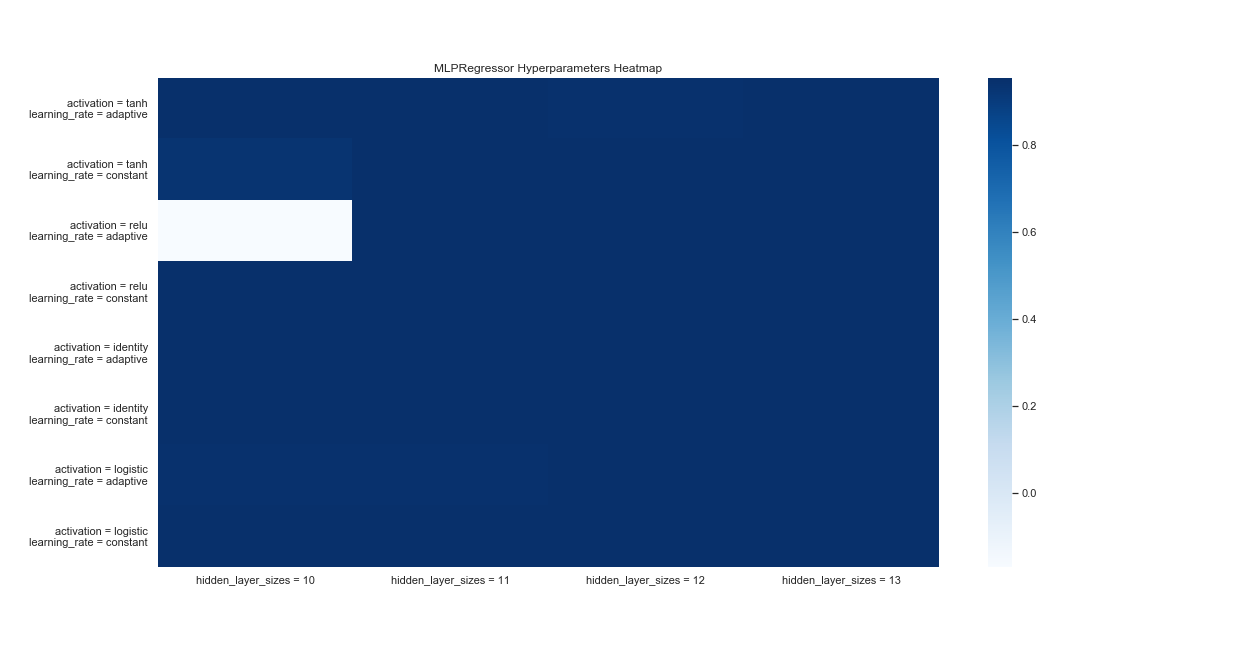 MLPRegressor Hyperparameters Heatmap
activation = tanh
learning_rate = adaptive
activation = tanh
learning_rate = constant
activation = relu
learning_rate = adaptive
activation = relu
learning_rate = constant
activation = identity
learning_rate = adaptive
activation = identity
learning_rate = constant
activation = logistic
learning_rate = adaptive
activation = logistic
learning_rate = constant
hidden_layer_sizes = 10
hidden_layer_sizes = 11
hidden_layer_sizes = 12
hidden_layer_sizes = 13
0.8
0.6
0.4
0.2
0.0